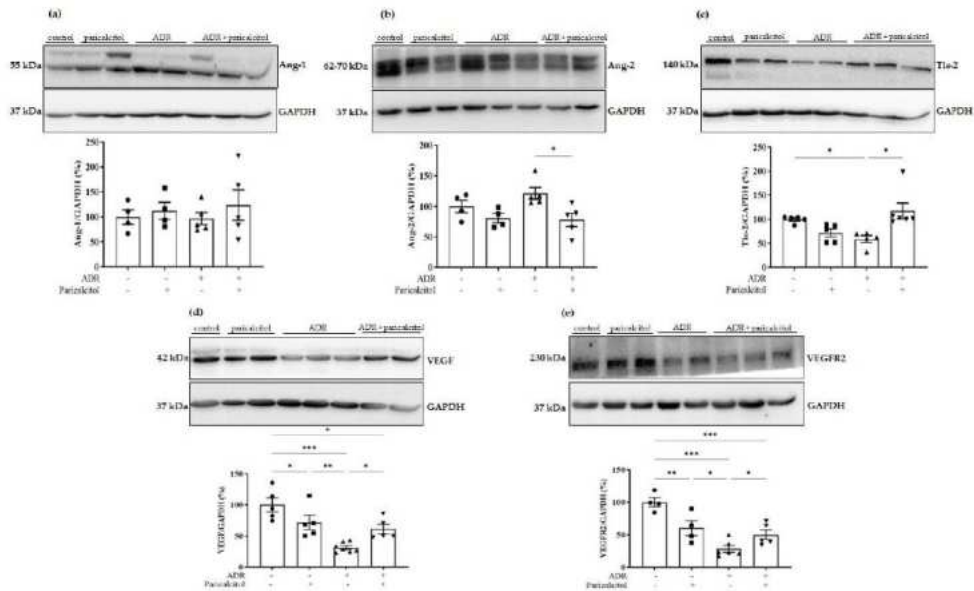 (a)
control paricalcitol ADR ADR+paricalcitol
55 kDa Ang-1
37 kDa GAPDH
150
200
150
100
50
0
Ang-1/GAPDH (%)
ADR - - + +
Paricalcitol - + - +
(b)
control paricalcitol ADR ADR+paricalcitol
62-70 kDa Ang-2
37 kDa GAPDH
*
250
200
150
100
50
0
Ang-2/GAPDH (%)
ADR - - + +
Paricalcitol - + - +
(c)
control paricalcitol ADR ADR+paricalcitol
140 kDa Tie-2
37 kDa GAPDH
* *
250
200
150
100
50
0
Tie-2/GAPDH (%)
ADR - - + +
Paricalcitol - + - +
(d)
control paricalcitol ADR ADR+paricalcitol
42 kDa VEGF
37 kDa GAPDH
*
***
* ** *
150
100
50
0
VEGF/GAPDH (%)
ADR - - + +
Paricalcitol - + - +
(e)
control paricalcitol ADR ADR+paricalcitol
230 kDa VEGFR2
37 kDa GAPDH
***
***
** * *
150
100
50
0
VEGFR2/GAPDH (%)
ADR - - + +
Paricalcitol - + - +